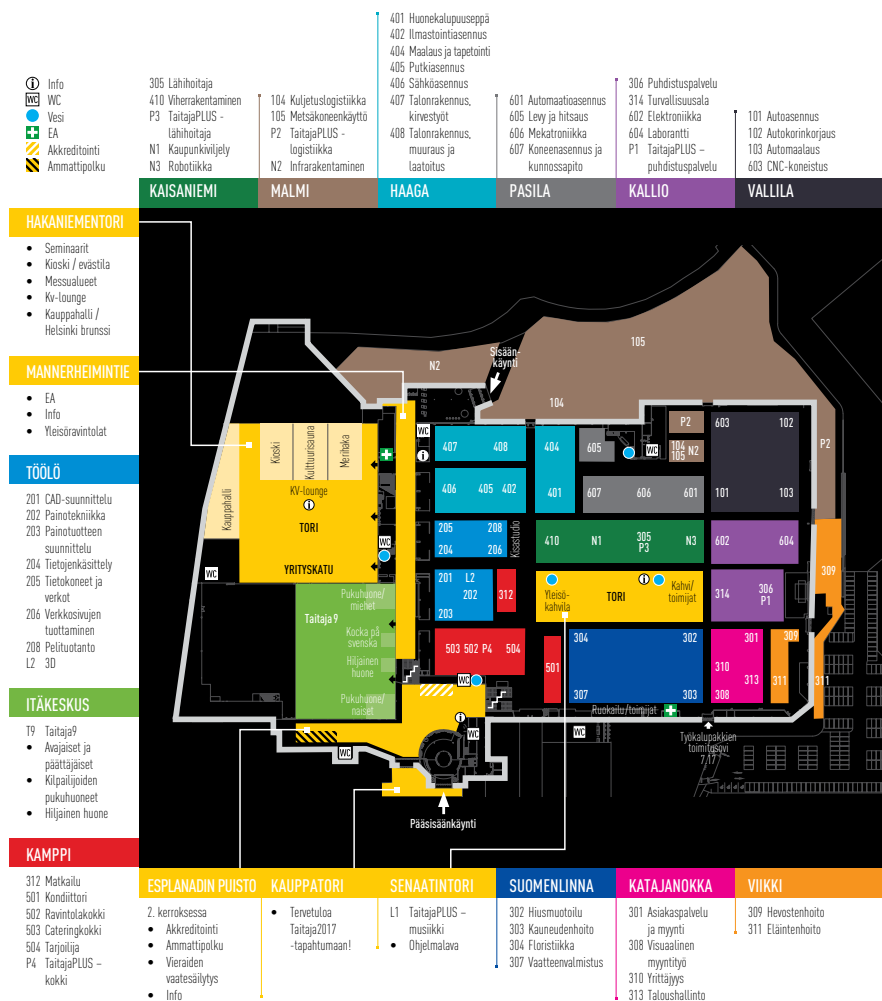 Info
WC WC
Vesi
EA
Akkreditointi
Ammattipolku
305 Lähihoitaja
410 Viherrakentaminen
P3 TaitajaPLUS -
lähihoitaja
N1 Kaupunkiviljely
N3 Robotiikka
KAISANIEMI
104 Kuljetuslogistiikka
105 Metsäkoneenkäyttö
P2 TaitajaPLUS -
logistiikka
N2 Infrarakentaminen
MALMI
401 Huonekalupuuseppä
402 Ilmastointiasennus
404 Maalaus ja tapetointi
405 Putkiasennus
406 Sähköasennus
407 Talonrakennus,
kirvestyöt
408 Talonrakennus,
muuraus ja
laatoitus
HAAGA
601 Automaatioasennus
605 Levy ja hitsaus
606 Mekatroniikka
607 Koneenasennus ja
kunnossapito
PASILA
306 Puhdistuspalvelu
314 Turvallisuusala
602 Elektroniikka
604 Laborantti
P1 TaitajaPLUS –
puhdistuspalvelu
KALLIO
101 Autoasennus
102 Autokorinkorjaus
103 Automaalaus
603 CNC-koneistus
VALLILA
HAKANIEMENTORI
• Seminaarit
• Kioski / evästila
• Messualueet
• Kv-lounge
• Kauppahalli /
Helsinki brunssi
MANNERHEIMINTIE
• EA
• Info
• Yleisöravintolat
TÖÖLÖ
201 CAD-suunnittelu
202 Painotekniikka
203 Painotuotteen
suunnittelu
204 Tietojenkäsittely
205 Tietokoneet ja
verkot
206 Verkkosivujen
tuottaminen
208 Pelituotanto
L2 3D
ITÄKESKUS
T9 Taitaja9
• Avajaiset ja
päättäjäiset
• Kilpailijoiden
pukuhuoneet
• Hiljainen huone
KAMPPI
312 Matkailu
501 Kondiittori
502 Ravintolakokki
503 Cateringkokki
504 Tarjoilija
P4 TaitajaPLUS –
kokki
N2
Sisään-
käynti
105
104
P2
P2
104
105 N2
603 102
101 103
WC
407 408
404
605
WC
406 405 402
401
607 606 601
Kioski
Kulttuurisauna
Merihaka
Kauppahalli
KV-lounge
TORI
YRITYSKATU
WC
WC
205 208
204 206
Kisastudio
410 N1 305 N3
P3
602 604
309
201 L2
202
203
312
Yleisö-
kahvila
TORI
Kahvi/
toimijat
314 306
P1
Pukuhuone/
miehet
Taitaja9
Kocka på
svenska
Hiljainen
huone
Pukuhuone/
naiset
503 502 P4 504
501
304 302
307 303
301
310
313
308
309
311
311
WC
WC
WC
WC
Ruokailu/toimijat
Työkalupakkien
toimitusovi
7.17
Pääsisäänkäynti
ESPLANADIN PUISTO
2. kerroksessa
• Akkreditointi
• Ammattipolku
• Vieraiden
vaatesäilytys
• Info
KAUPPATORI
• Tervetuloa
Taitaja2017
-tapahtumaan!
SENAATINTORI
L1 TaitajaPLUS –
musiikki
• Ohjelmalava
SUOMENLINNA
302 Hiusmuotoilu
303 Kauneudenhoito
304 Floristiikka
307 Vaatteenvalmistus
KATAJANOKKA
301 Asiakaspalvelu
ja myynti
308 Visuaalinen
myyntityö
310 Yrittäjyys
313 Taloushallinto
VIIKKI
309 Hevostenhoito
311 Eläintenhoito